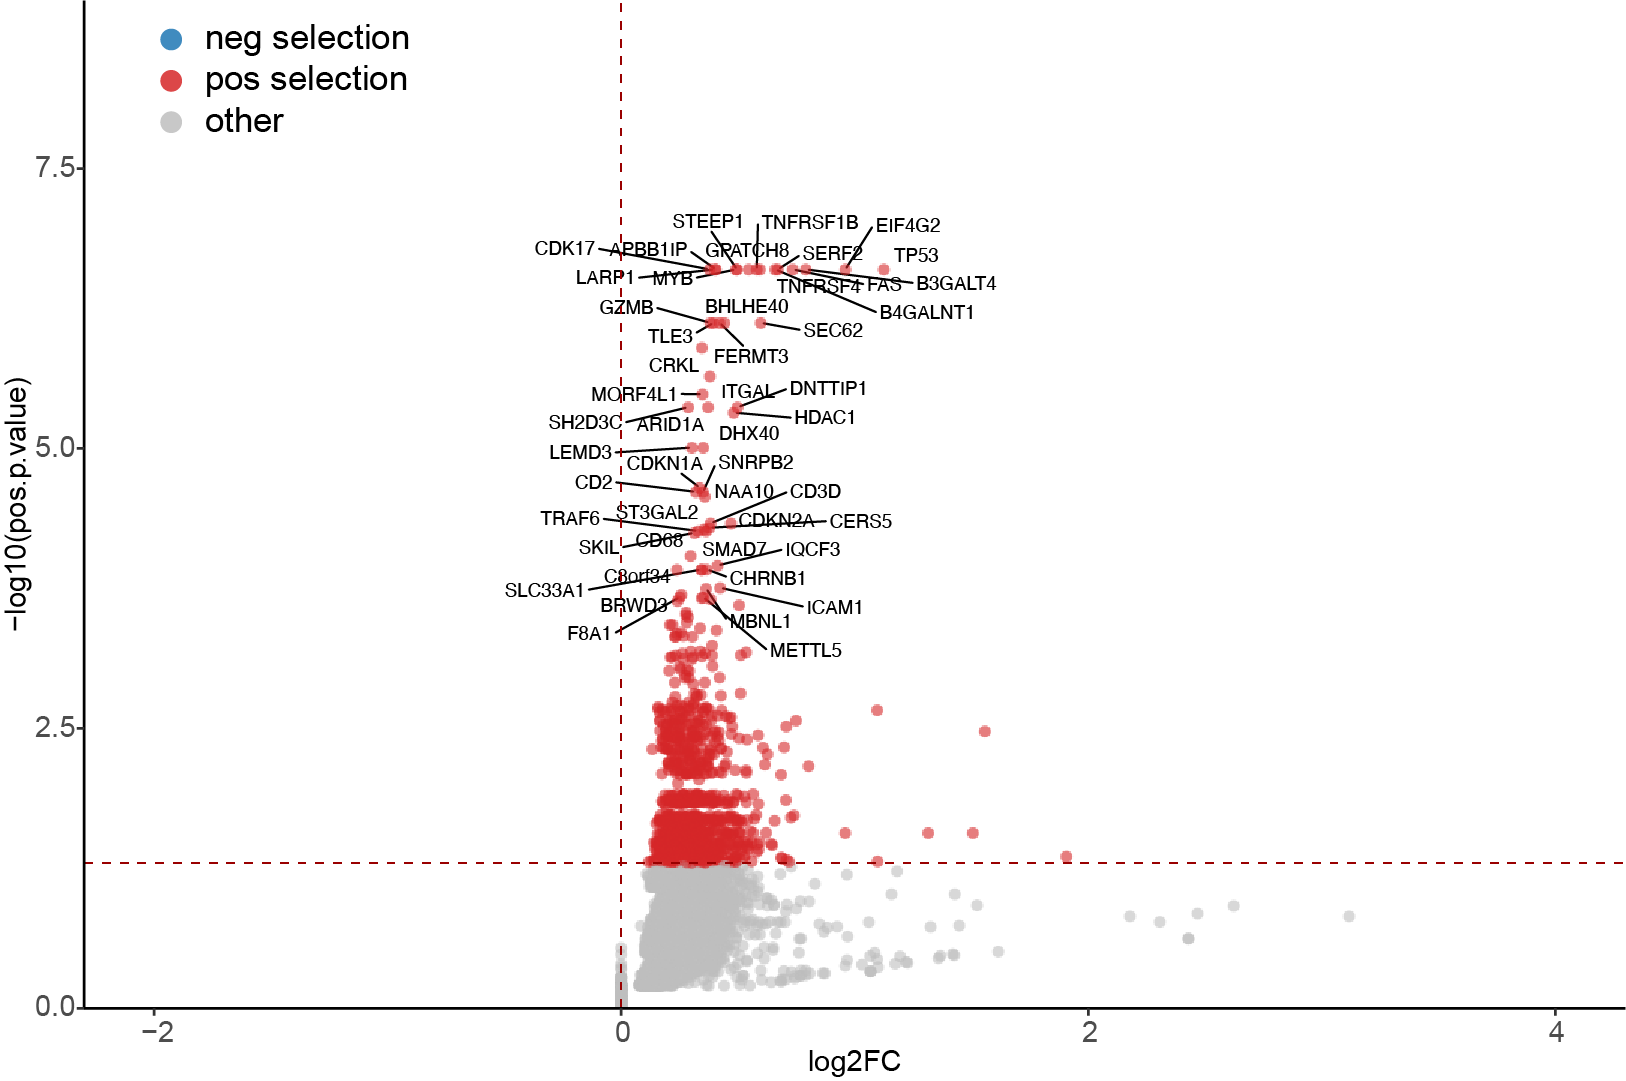 neg selection
pos selection
other
7.5
5.0
2.5
0.0
−log10(pos.p.value)
STEEP1 TNFRSF1B EIF4G2
CDK17 APBB1IP GPATCH8 SERF2 TP53
LARP1 MYB TNFRSF4 FAS B3GALT4
GZMB BHLHE40 B4GALNT1
TLE3 SEC62
CRKL FERMT3
MORF4L1 ITGAL DNTTIP1
SH2D3C ARID1A HDAC1
DHX40
LEMD3 CDKN1A SNRPB2
CD2 NAA10 CD3D
TRAF6 ST3GAL2 CDKN2A CERS5
SKIL CD68 SMAD7 IQCF3
SLC33A1 C3orf34 CHRNB1
BRWD3 ICAM1
F8A1 MBNL1
METTL5
−2 0 2 4
log2FC